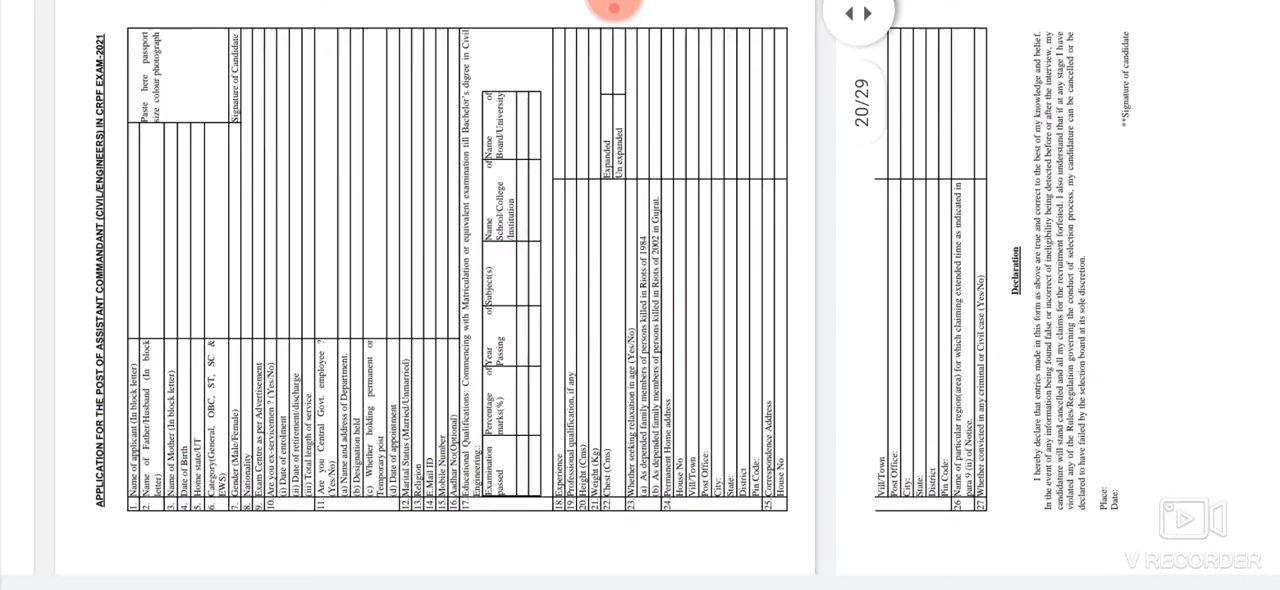 APPLICATION FOR THE POST OF ASSISTANT COMMANDANT (CIVIL/ENGINEERS) IN CRPF EXAM-2021
1. Name of applicant (In block letter)
2. Name of Father/Husband (In block
letter)
3. Name of Mother (In block letter)
4. Date of Birth
5. Home state/UT
6. Category(General, OBC, ST, SC &
EWS)
Paste here passport
size colour photograph
7. Gender (Male/Female)
Signature of Candidate
8. Nationality
9. Exam Centre as per Advertisement
10. Are you ex-servicemen ? (Yes/No)
(i) Date of enrolment
(ii) Date of retirement/discharge
(iii) Total length of service
11. Are you Central Govt. employee ?
(Yes/No)
(a) Name and address of Department.
(b) Designation held
(c) Whether holding permanent or
Temporary post
(d) Date of appointment
12. Marital Status (Married/Unmarried)
13. Religion
14. E.Mail ID
15. Mobile Number
16. Aadhar No(Optional)
17. Educational Qualifications: Commencing with Matriculation or equivalent examination till Bachelor's digree in Civil
Engineering.:
Examination passed
Percentage of marks(%)
Year of Passing
Subject(s)
Name of School/College /Institution
Name of Board/University
18. Experience
19. Professional qualification, if any
20. Height (Cms)
21. Weight (Kg)
22. Chest (Cms)
Expanded
Un expanded
23. Whether seeking relaxation in age (Yes/No)
(a) As depended family members of persons killed in Riots of 1984
(b) As depended family members of persons killed in Riots of 2002 in Gujrat.
24. Permanent Home address
House No
Vill/Town
Post Office:
City:
State:
District
Pin Code:
25. Correspondence Address
House No
20/29
Vill/Town
Post Office:
City:
State:
District
Pin Code:
26 Name of particular region(area) for which claiming extended time as indicated in
para 9 (ii) of Notice.
27 Whether convicted in any criminal or Civil case (Yes/No)
Declaration
I hereby declare that entries made in this form as above are true and correct to the best of my knowledge and belief.
In the event of any information being found false or incorrect of ineligibility being detected before or after the interview, my
candidature will stand cancelled and all my claims for the recruitment forfeited. I also understand that if at any stage I have
violated any of the Rules/Regulation governing the conduct of selection process, my candidature can be cancelled or be
declared to have failed by the selection board at its sole discretion.
Place:
Date:
**Signature of candidate
V RECORDER